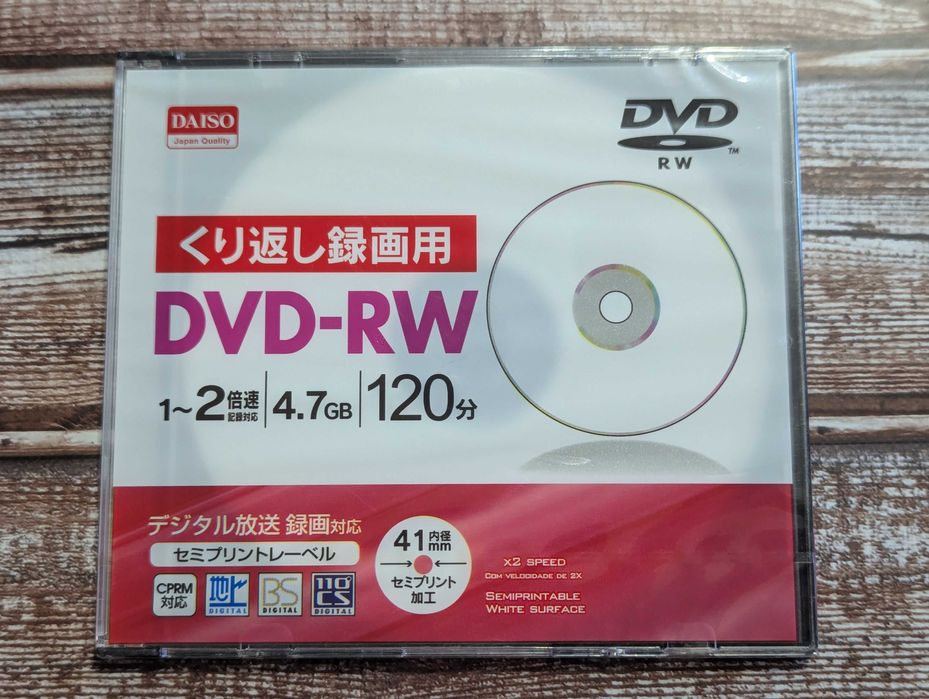 DAISO
Japan Quality
DVD
™
RW
くり返し録画用
DVD-RW
1～2倍速
記録対応
4.7GB
120分
デジタル放送 録画対応
セミプリントレーベル
CPRM
対応
地上
DIGITAL
BS
DIGITAL
110°
CS
DIGITAL
41内径
mm
セミプリント
加工
X2 SPEED
COM VELOCIDADE DE 2X
SEMIPRINTABLE
WHITE SURFACE